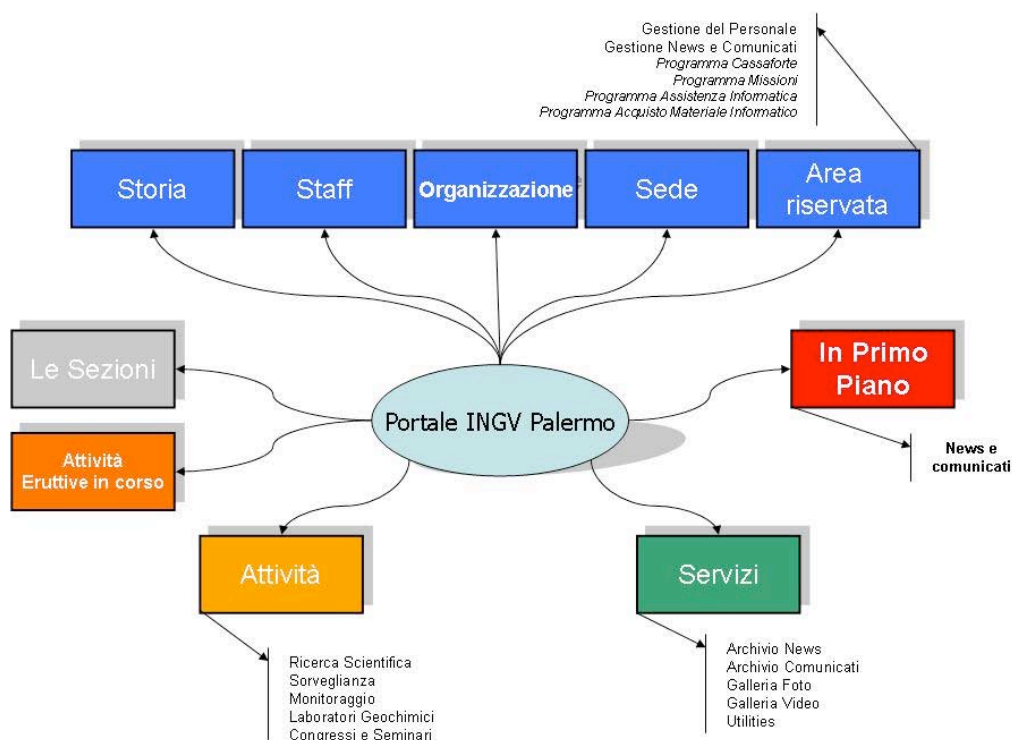 Gestione del Personale
Gestione News e Comunicati
Programma Cassaforte
Programma Missioni
Programma Assistenza Informatica
Programma Acquisto Materiale Informatico
Storia
Staff
Organizzazione
Sede
Area
riservata
Le Sezioni
In Primo
Piano
Portale INGV Palermo
Attività
Eruttive in corso
News e
comunicati
Attività
Servizi
Ricerca Scientifica
Sorveglianza
Monitoraggio
Laboratori Geochimici
Congressi e Seminari
Archivio News
Archivio Comunicati
Galleria Foto
Galleria Video
Utilities